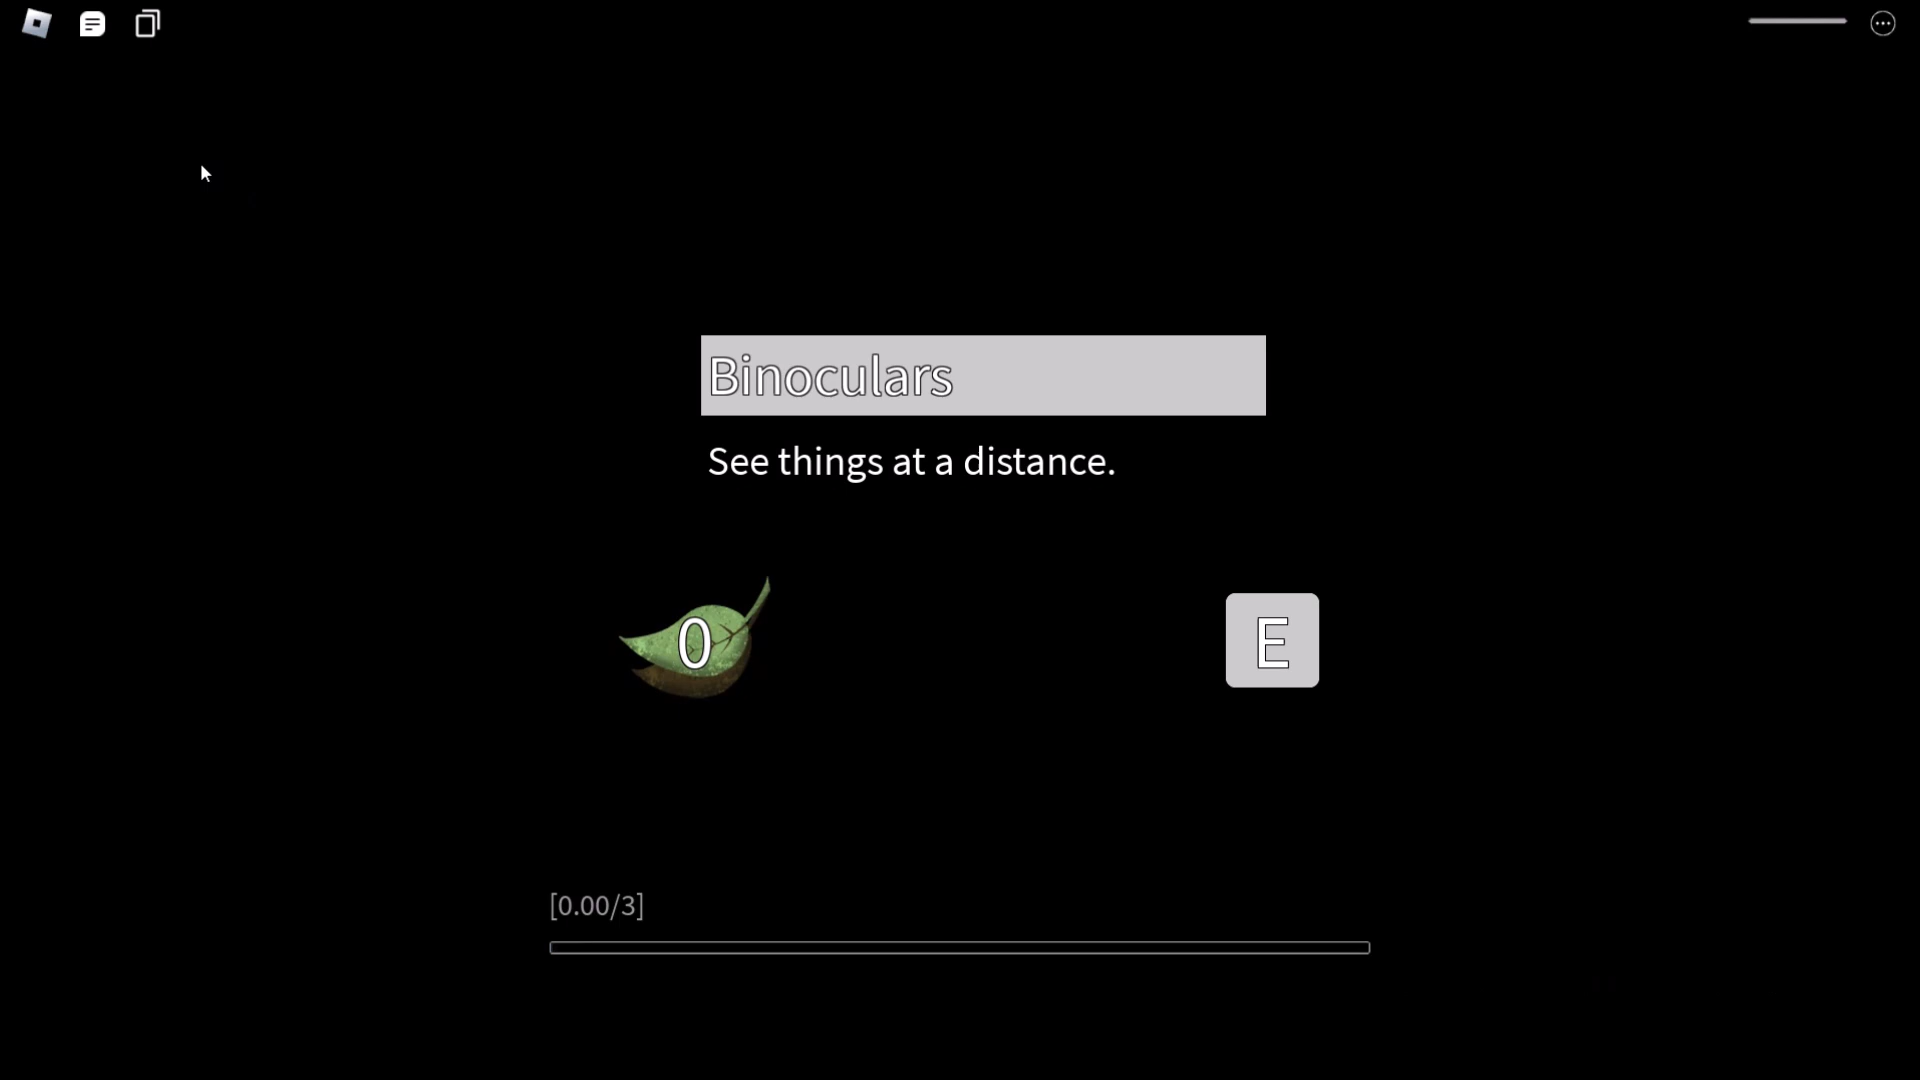 Binoculars
See things at a distance.
0
E
[0.00/3]